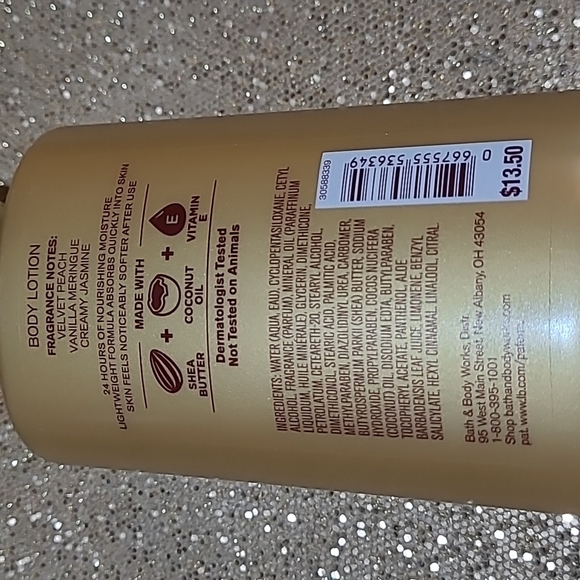 BODY LOTION
FRAGRANCE NOTES:
VELVET PEACH
VANILLA MERINGUE
CREAMY JASMINE
24 HOURS OF NOURISHING MOISTURE
LIGHTWEIGHT FORMULA ABSORBS QUICKLY INTO SKIN
SKIN FEELS NOTICEABLY SOFTER AFTER USE
MADE WITH
SHEA BUTTER
+
COCONUT OIL
+
E
VITAMIN E
Dermatologist Tested
Not Tested on Animals
INGREDIENTS: WATER (AQUA, EAU), CYCLOPENTASILOXANE, CETYL
ALCOHOL, FRAGRANCE (PARFUM), MINERAL OIL (PARAFFINUM
LIQUIDUM, HUILE MINÉRALE), GLYCERIN, DIMETHICONE,
PETROLATUM, CETEARETH-20, STEARYL ALCOHOL,
DIMETHICONOL, STEARIC ACID, PALMITIC ACID,
METHYLPARABEN, DIAZOLIDINYL UREA, CARBOMER,
BUTYROSPERMUM PARKII (SHEA) BUTTER, SODIUM
HYDROXIDE, PROPYLPARABEN, COCOS NUCIFERA
(COCONUT) OIL, DISODIUM EDTA, BUTYLPARABEN,
TOCOPHERYL ACETATE, PANTHENOL, ALOE
BARBADENSIS LEAF JUICE, LIMONENE, BENZYL
SALICYLATE, HEXYL CINNAMAL, LINALOOL, CITRAL
Bath & Body Works, Distr.
95 West Main Street, New Albany, OH 43054
1-800-395-1001
Shop bathandbodyworks.com
pat. www.lb.com/patents
30588339
0 667555 536349
$13.50